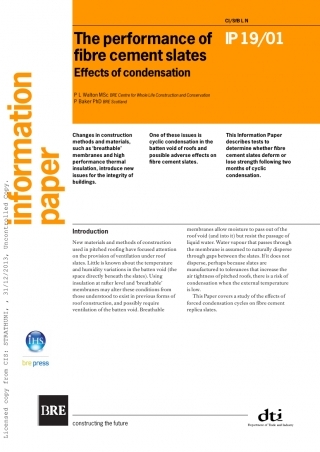 CI/SfB L N
The performance of
fibre cement slates
Effects of condensation
IP 19/01
P L Walton MSc BRE Centre for Whole Life Construction and Conservation
P Baker PhD BRE Scotland
information
paper
Changes in construction
methods and materials,
such as 'breathable'
membranes and high
performance thermal
insulation, introduce new
issues for the integrity of
buildings.
One of these issues is
cyclic condensation in the
batten void of roofs and
possible adverse effects on
fibre cement slates.
This Information Paper
describes tests to
determine whether fibre
cement slates deform or
lose strength following two
months of cyclic
condensation.
Introduction
New materials and methods of construction
used in pitched roofing have focused attention
on the provision of ventilation under roof
slates. Little is known about the temperature
and humidity variations in the batten void (the
space directly beneath the slates). Using
insulation at rafter level and 'breathable'
membranes may alter these conditions from
those understood to exist in previous forms of
roof construction, and possibly require
ventilation of the batten void. Breathable
membranes allow moisture to pass out of the
roof void (and into it) but resist the passage of
liquid water. Water vapour that passes through
the membrane is assumed to naturally disperse
through gaps between the slates. If it does not
disperse, perhaps because slates are
manufactured to tolerances that increase the
air tightness of pitched roofs, there is a risk of
condensation when the external temperature
is low.
This Paper covers a study of the effects of
forced condensation cycles on fibre cement
replica slates.
IHS
bre press
BRE
constructing the future
dti
Department of Trade and Industry
Licensed copy from CIS: STRATHUNI, , 31/12/2013, Uncontrolled Copy.